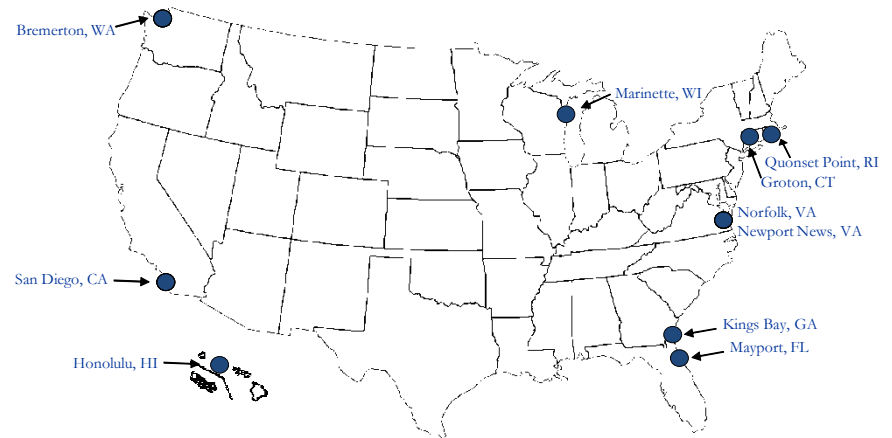 Bremerton, WA
Marinette, WI
Quonset Point, RI
Groton, CT
Norfolk, VA
Newport News, VA
San Diego, CA
Kings Bay, GA
Mayport, FL
Honolulu, HI